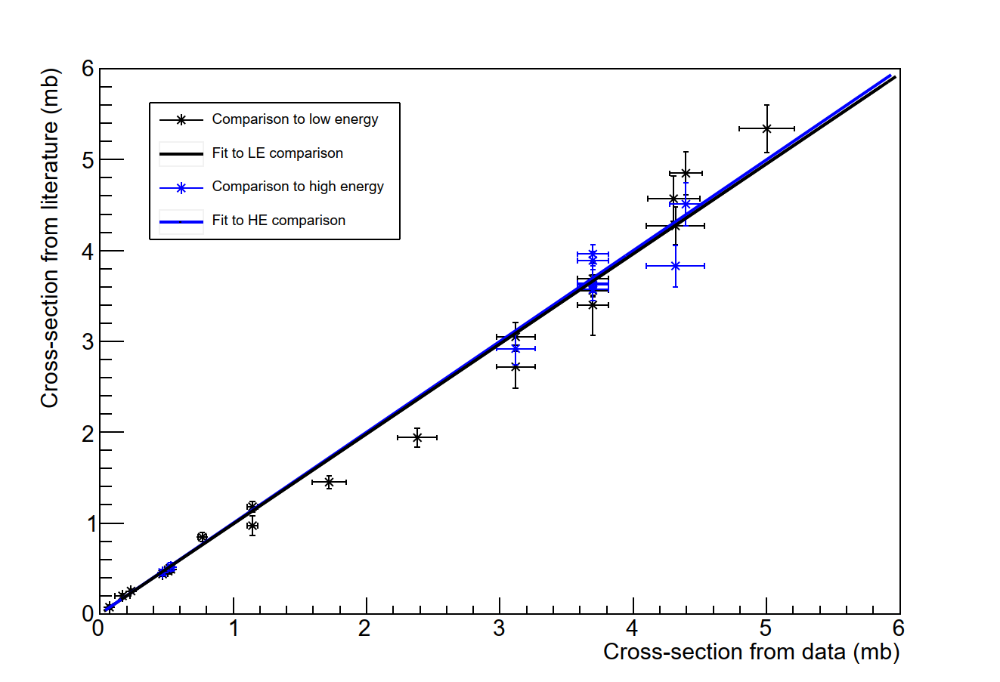 6
5
4
3
2
1
0
Cross-section from literature (mb)
Comparison to low energy
Fit to LE comparison
Comparison to high energy
Fit to HE comparison
0 1 2 3 4 5 6
Cross-section from data (mb)